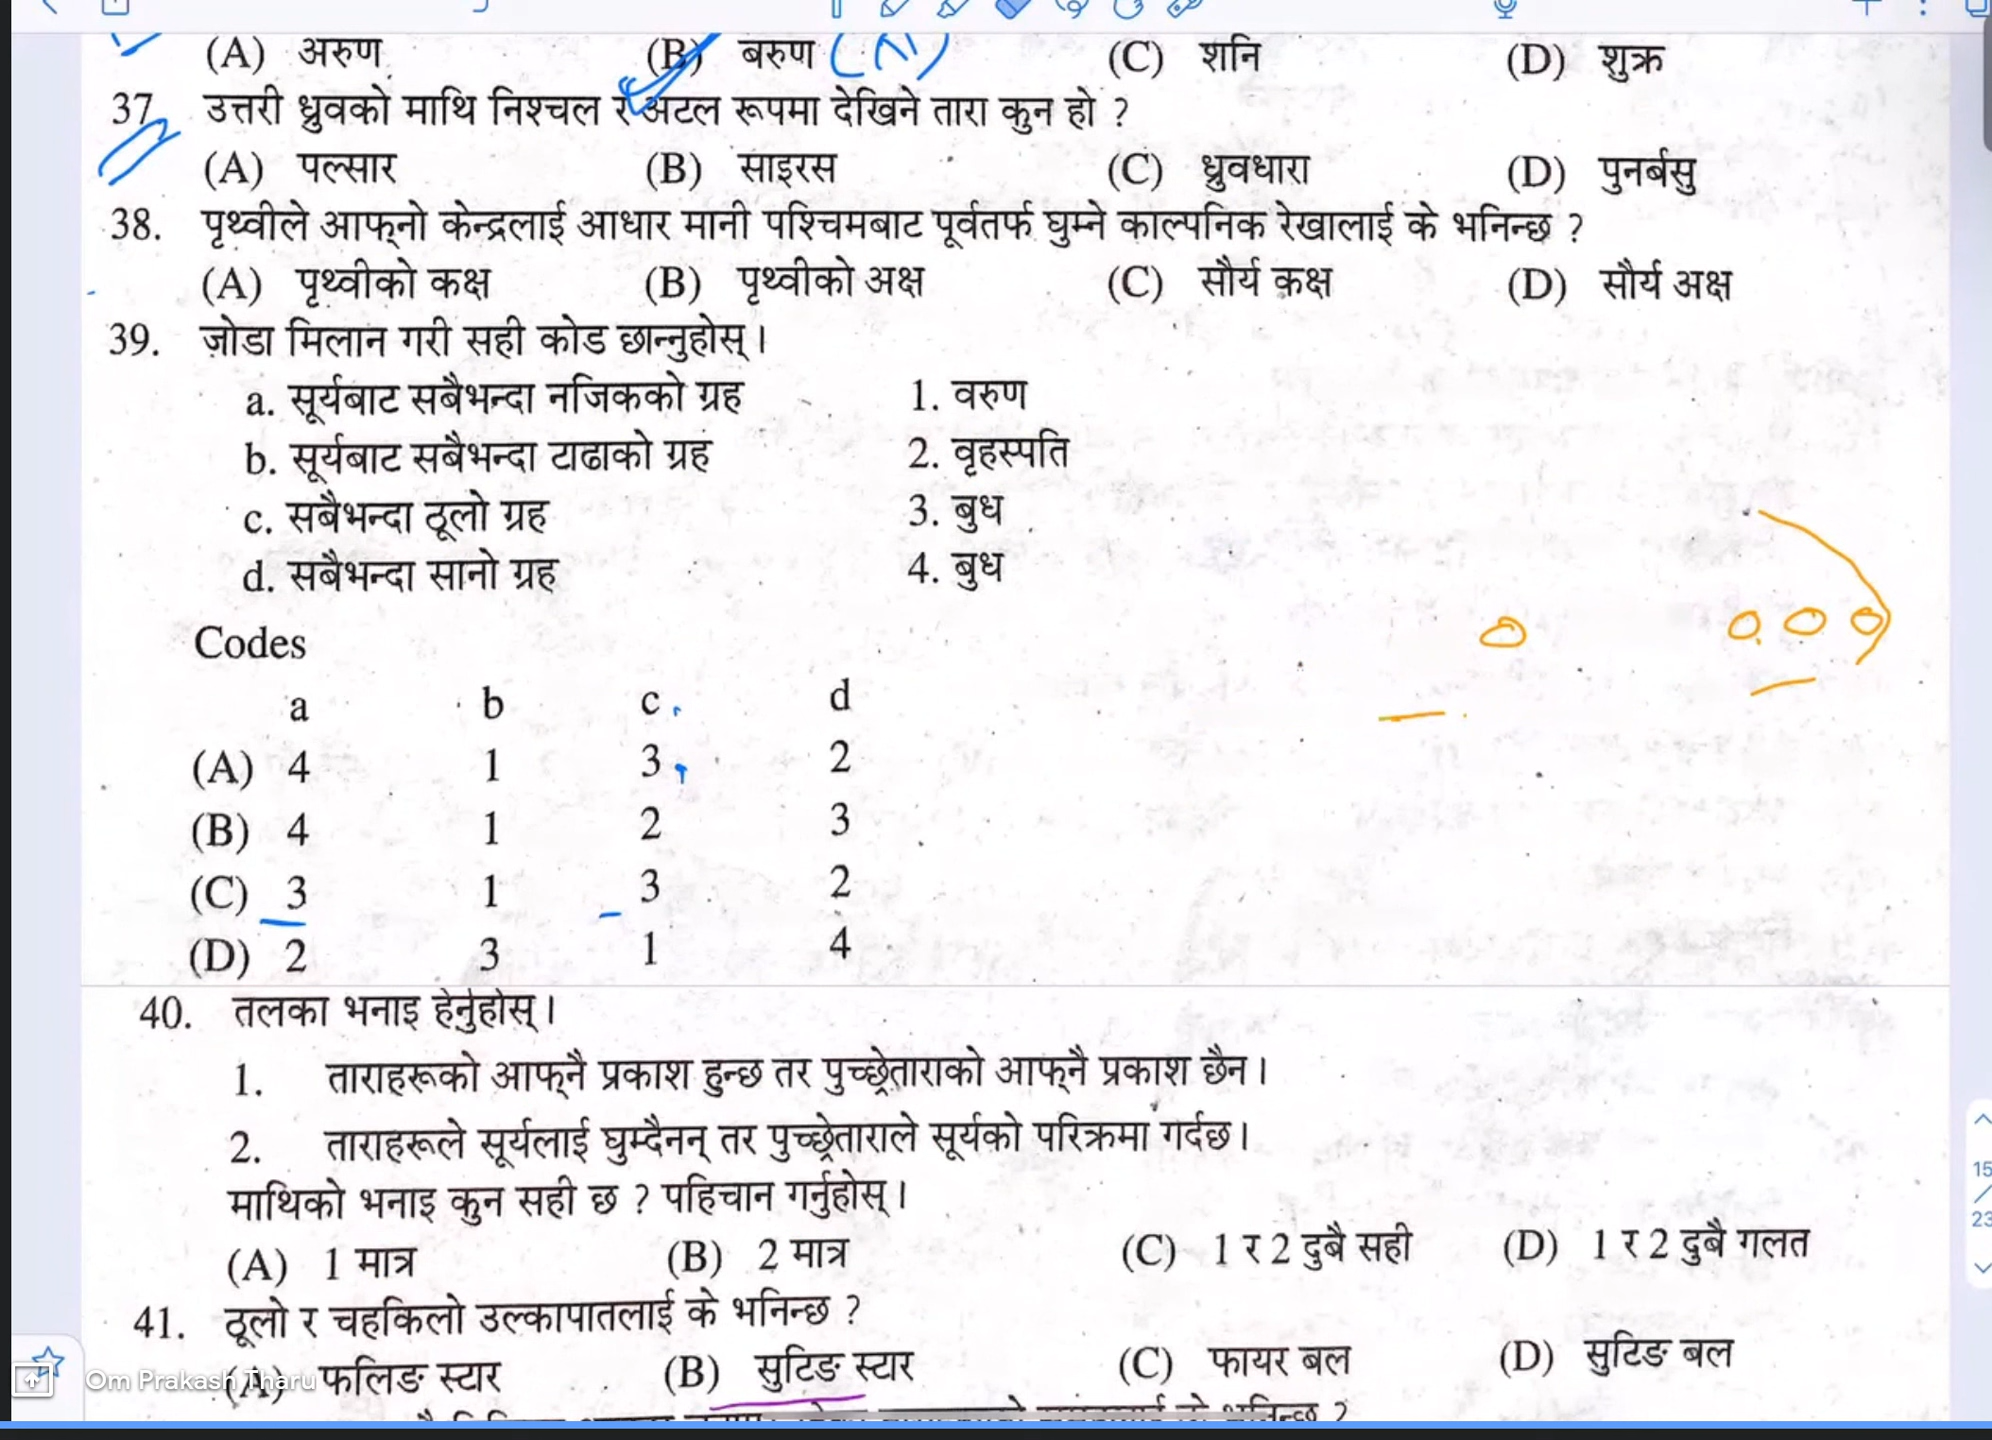 (A) अरुण (B) बरुण (C) शनि (D) शुक्र
37. उत्तरी ध्रुवको माथि निश्चल र अटल रूपमा देखिने तारा कुन हो ?
(A) पल्सार (B) साइरस (C) ध्रुवधारा (D) पुनर्बसु
38. पृथ्वीले आफ्नो केन्द्रलाई आधार मानी पश्चिमबाट पूर्वतर्फ घुम्ने काल्पनिक रेखालाई के भनिन्छ ?
(A) पृथ्वीको कक्ष (B) पृथ्वीको अक्ष (C) सौर्य कक्ष (D) सौर्य अक्ष
39. जोडा मिलान गरी सही कोड छान्नुहोस् ।
a. सूर्यबाट सबैभन्दा नजिकको ग्रह 1. वरुण
b. सूर्यबाट सबैभन्दा टाढाको ग्रह 2. वृहस्पति
c. सबैभन्दा ठूलो ग्रह 3. बुध
d. सबैभन्दा सानो ग्रह 4. बुध
Codes
a b c d
(A) 4 1 3 2
(B) 4 1 2 3
(C) 3 1 3 2
(D) 2 3 1 4
40. तलका भनाइ हेर्नुहोस् ।
1. ताराहरूको आफ्नै प्रकाश हुन्छ तर पुच्छ्रेताराको आफ्नै प्रकाश छैन ।
2. ताराहरूले सूर्यलाई घुम्दैनन् तर पुच्छ्रेताराले सूर्यको परिक्रमा गर्दछ ।
माथिको भनाइ कुन सही छ ? पहिचान गर्नुहोस् ।
(A) 1 मात्र (B) 2 मात्र (C) 1 र 2 दुबै सही (D) 1 र 2 दुबै गलत
41. ठूलो र चहकिलो उल्कापातलाई के भनिन्छ ?
(A) फलिङ स्टार (B) सुटिङ स्टार (C) फायर बल (D) सुटिङ बल
Om Prakash Tharu
15
23